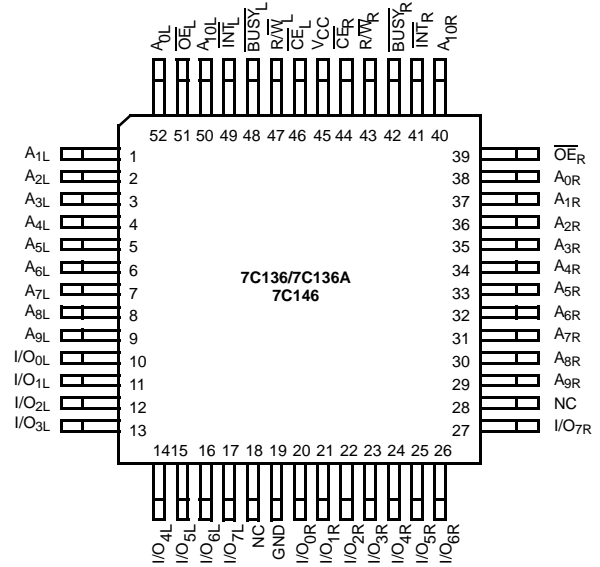 A0L
OEL
A10L
INTL
BUSYL
R/WL
CEL
VCC
CER
R/WR
BUSYR
INTR
A10R
52 51 50 49 48 47 46 45 44 43 42 41 40
A1L 1
A2L 2
A3L 3
A4L 4
A5L 5
A6L 6
A7L 7
A8L 8
A9L 9
I/O0L 10
I/O1L 11
I/O2L 12
I/O3L 13
7C136/7C136A
7C146
39 OER
38 A0R
37 A1R
36 A2R
35 A3R
34 A4R
33 A5R
32 A6R
31 A7R
30 A8R
29 A9R
28 NC
27 I/O7R
14 15 16 17 18 19 20 21 22 23 24 25 26
I/O4L
I/O5L
I/O6L
I/O7L
NC
GND
I/O0R
I/O1R
I/O2R
I/O3R
I/O4R
I/O5R
I/O6R